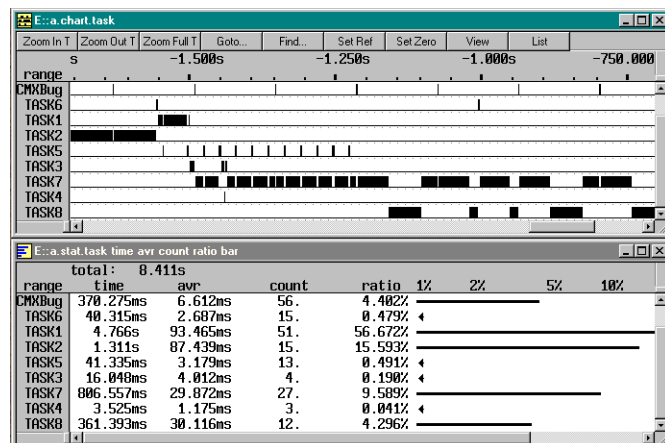 E::a.chart.task
Zoom In T Zoom Out T Zoom Full T Goto... Find... Set Ref Set Zero View List
s -1.500s -1.250s -1.000s -750.000
range
CMXBug
TASK6
TASK1
TASK2
TASK5
TASK3
TASK7
TASK4
TASK8
E::a.stat.task time avr count ratio bar
total: 8.411s
range time avr count ratio 1% 2% 5% 10%
CMXBug 370.275ms 6.612ms 56. 4.402%
TASK6 40.315ms 2.687ms 15. 0.479%
TASK1 4.766s 93.465ms 51. 56.672%
TASK2 1.311s 87.439ms 15. 15.593%
TASK5 41.335ms 3.179ms 13. 0.491%
TASK3 16.048ms 4.012ms 4. 0.190%
TASK7 806.557ms 29.872ms 27. 9.589%
TASK4 3.525ms 1.175ms 3. 0.041%
TASK8 361.393ms 30.116ms 12. 4.296%